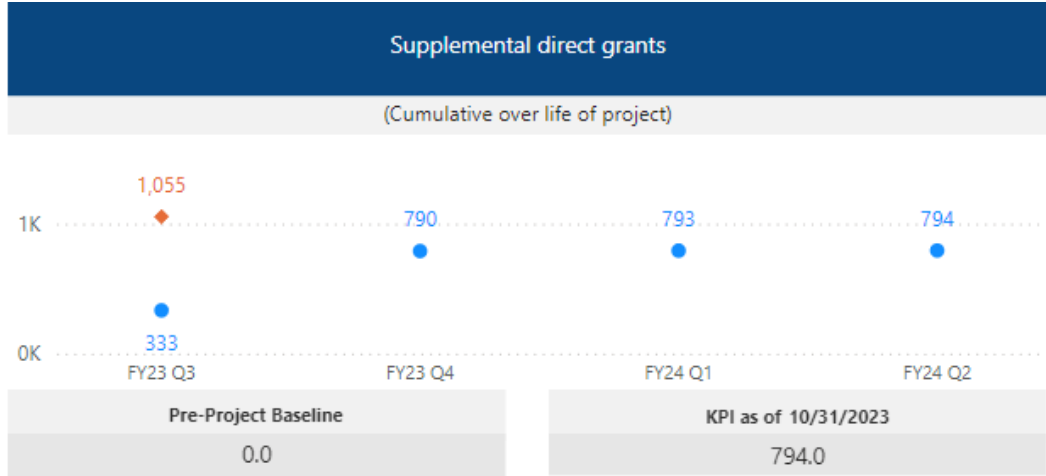 Supplemental direct grants
(Cumulative over life of project)
1,055
1K
790
793
794
333
0K
FY23 Q3 FY23 Q4 FY24 Q1 FY24 Q2
Pre-Project Baseline KPI as of 10/31/2023
0.0 794.0